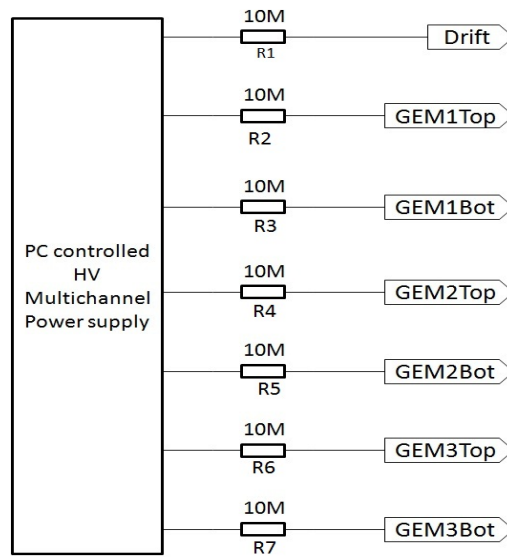 10M
R1
Drift
10M
R2
GEM1Top
10M
R3
GEM1Bot
PC controlled
HV
Multichannel
Power supply
10M
R4
GEM2Top
10M
R5
GEM2Bot
10M
R6
GEM3Top
10M
R7
GEM3Bot